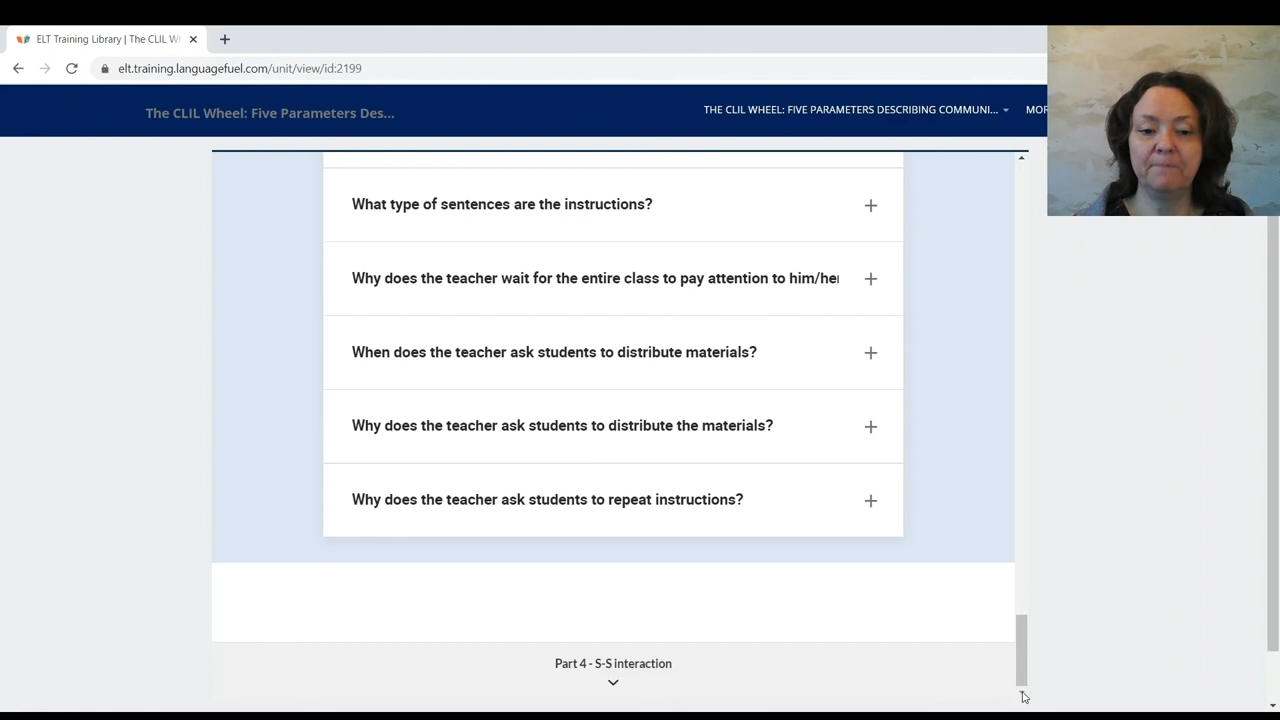 ELT Training Library | The CLIL W
elt.training.languagefuel.com/unit/view/id:2199
The CLIL Wheel: Five Parameters Des...
THE CLIL WHEEL: FIVE PARAMETERS DESCRIBING COMMUNI...
MOR
What type of sentences are the instructions?
Why does the teacher wait for the entire class to pay attention to him/her
When does the teacher ask students to distribute materials?
Why does the teacher ask students to distribute the materials?
Why does the teacher ask students to repeat instructions?
Part 4 - S-S interaction